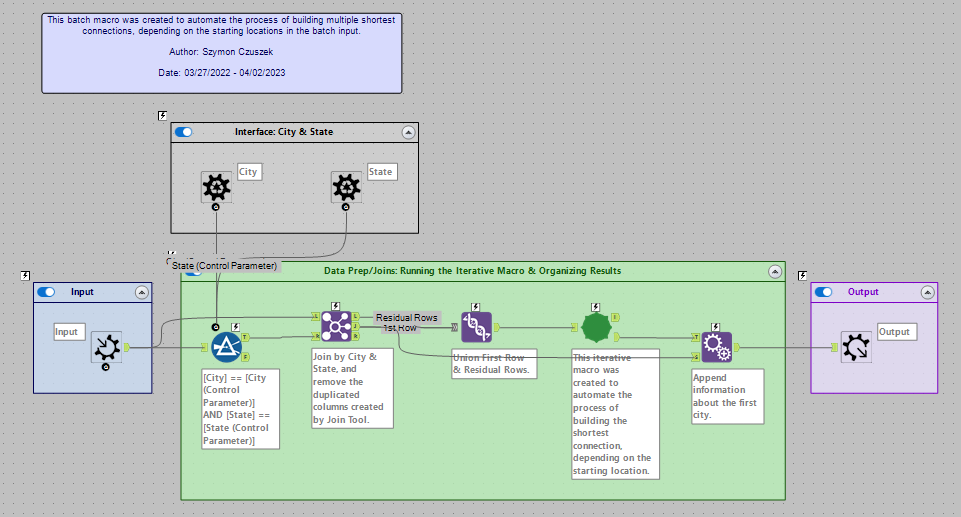 This batch macro was created to automate the process of building multiple shortest
connections, depending on the starting locations in the batch input.
Author: Szymon Czuszek
Date: 03/27/2022 - 04/02/2023
Interface: City & State
City
State
State (Control Parameter)
Data Prep/Joins: Running the Iterative Macro & Organizing Results
Input
Input
[City] == [City
(Control
Parameter)]
AND [State] ==
[State (Control
Parameter)]
Join by City &
State, and
remove the
duplicated
columns created
by Join Tool.
Residual Rows
1st Row
Union First Row
& Residual Rows.
This iterative
macro was
created to
automate the
process of
building the
shortest
connection,
depending on the
starting location.
Append
information
about the first
city.
Output
Output